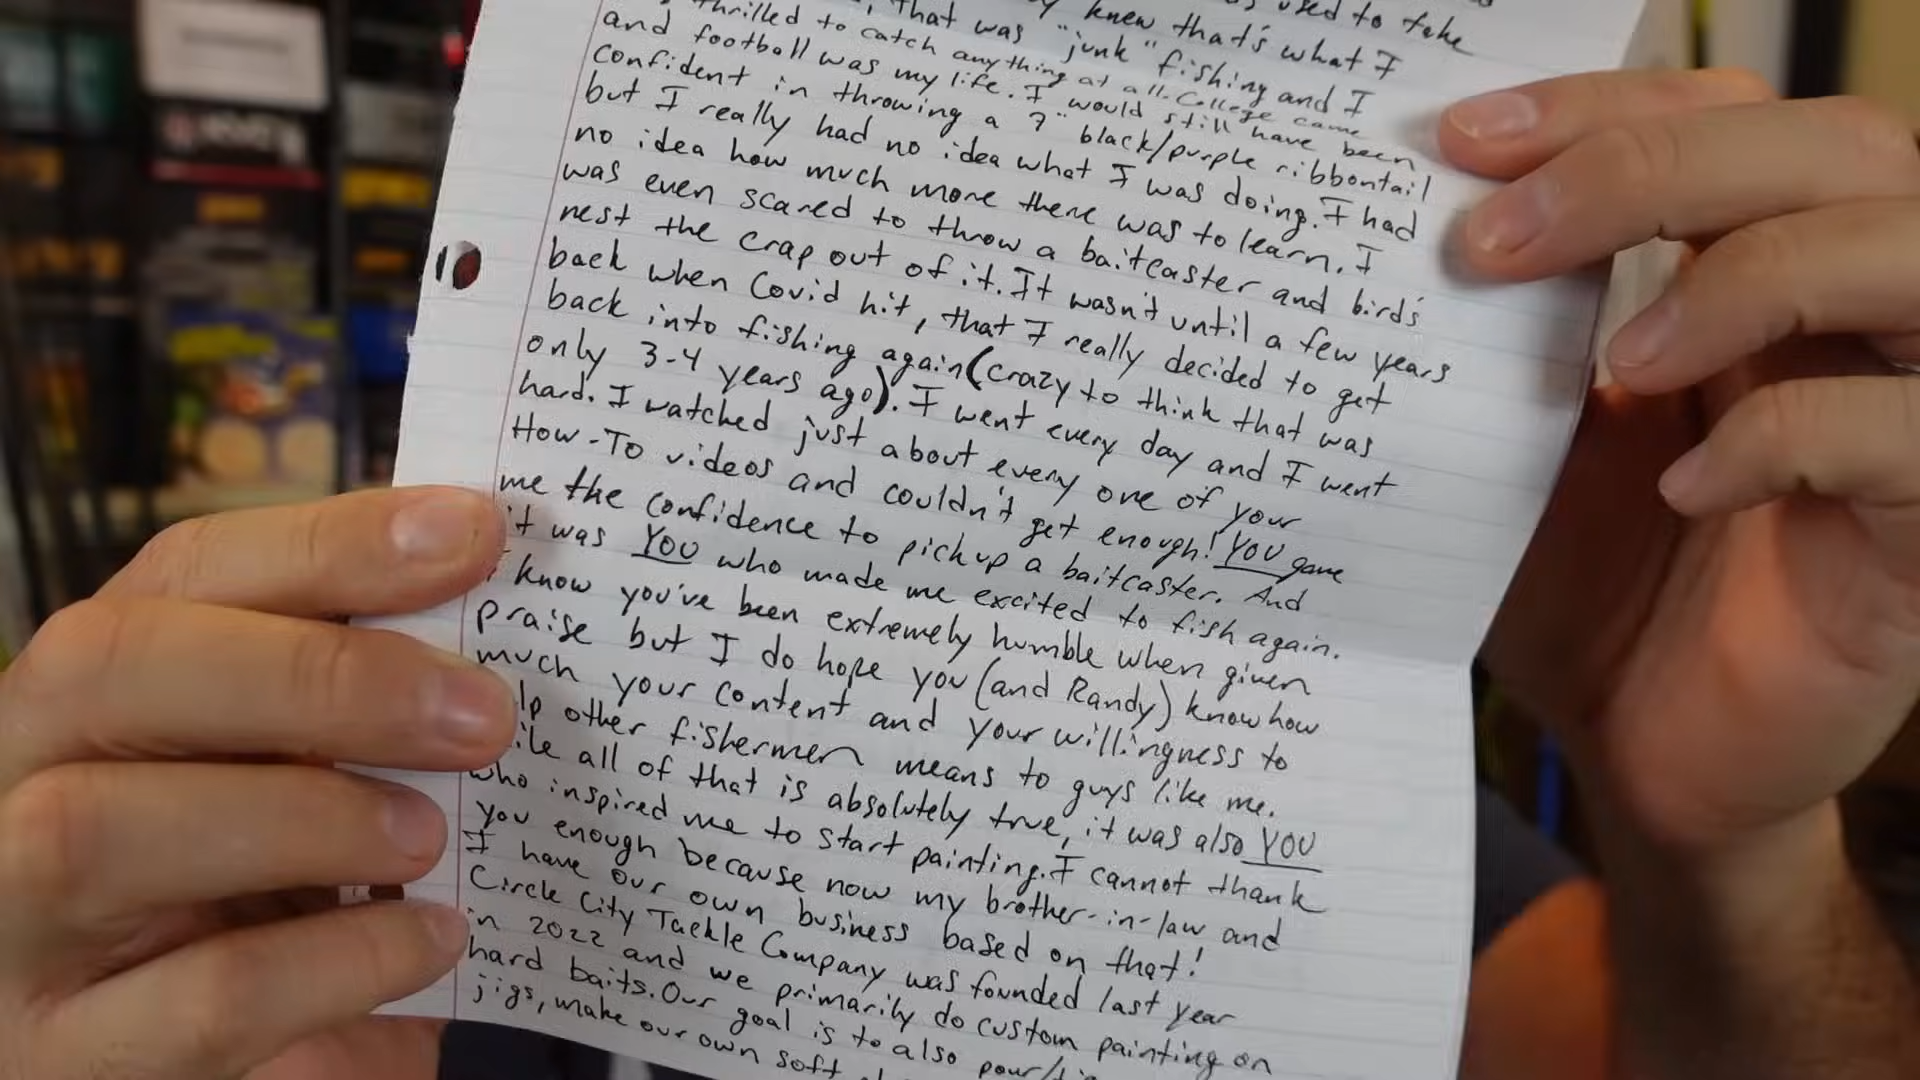 used to take
knew that's what I
that was "junk" fishing and I
thrilled to catch anything at all. College came
and football was my life. I would still have been
confident in throwing a 7" black/purple ribbontail
but I really had no idea what I was doing. I had
no idea how much more there was to learn. I
was even scared to throw a baitcaster and bird's
nest the crap out of it. It wasn't until a few years
back when Covid hit, that I really decided to get
back into fishing again (crazy to think that was
only 3-4 years ago). I went every day and I went
hard. I watched just about every one of your
How-To videos and couldn't get enough! YOU gave
me the confidence to pick up a baitcaster. And
it was YOU who made me excited to fish again.
I know you've been extremely humble when given
praise but I do hope you (and Randy) know how
much your content and your willingness to
lp other fishermen means to guys like me.
ile all of that is absolutely true, it was also YOU
who inspired me to start painting. I cannot thank
you enough because now my brother-in-law and
I have our own business based on that!
Circle City Tackle Company was founded last year
in 2022 and we primarily do custom painting on
hard baits. Our goal is to also pour/
jigs, make our own soft